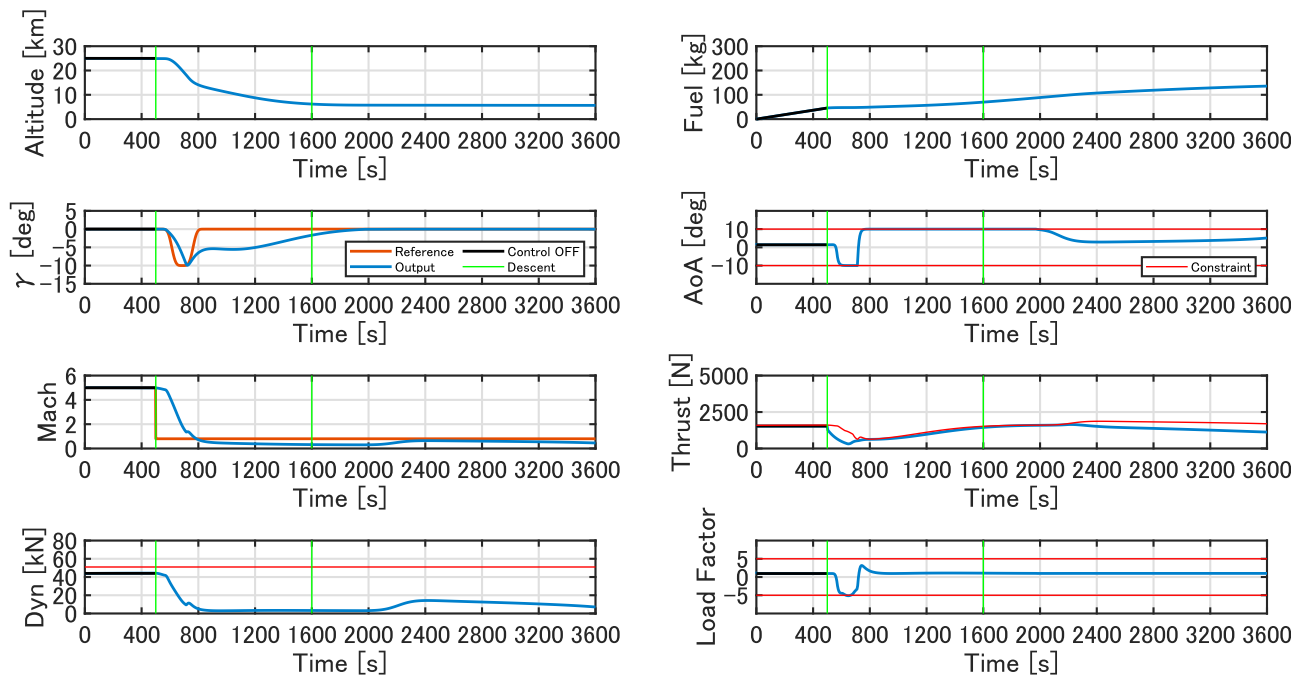 Altitude [km]
30
20
10
0
0 400 800 1200 1600 2000 2400 2800 3200 3600
Time [s]
Fuel [kg]
300
200
100
0
0 400 800 1200 1600 2000 2400 2800 3200 3600
Time [s]
γ [deg]
5
0
-5
-10
-15
Reference
Output
Control OFF
Descent
0 400 800 1200 1600 2000 2400 2800 3200 3600
Time [s]
AoA [deg]
10
0
-10
Constraint
0 400 800 1200 1600 2000 2400 2800 3200 3600
Time [s]
Mach
6
4
2
0
0 400 800 1200 1600 2000 2400 2800 3200 3600
Time [s]
Thrust [N]
5000
2500
0
0 400 800 1200 1600 2000 2400 2800 3200 3600
Time [s]
Dyn [kN]
80
60
40
20
0
0 400 800 1200 1600 2000 2400 2800 3200 3600
Time [s]
Load Factor
5
0
-5
0 400 800 1200 1600 2000 2400 2800 3200 3600
Time [s]